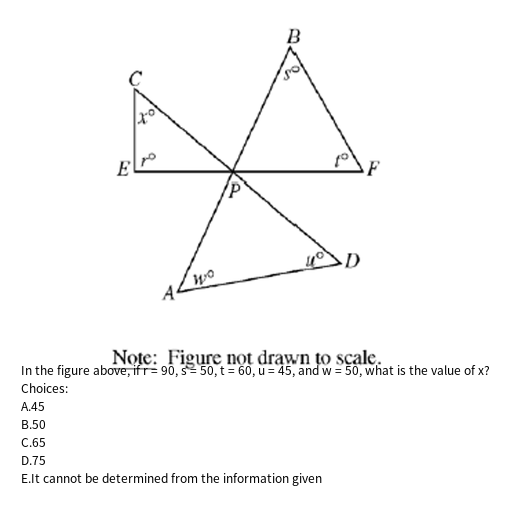 B
C
s°
x°
E r° t° F
P
w° u° D
A
Note: Figure not drawn to scale.
In the figure above, if r = 90, s = 50, t = 60, u = 45, and w = 50, what is the value of x?
Choices:
A.45
B.50
C.65
D.75
E.It cannot be determined from the information given